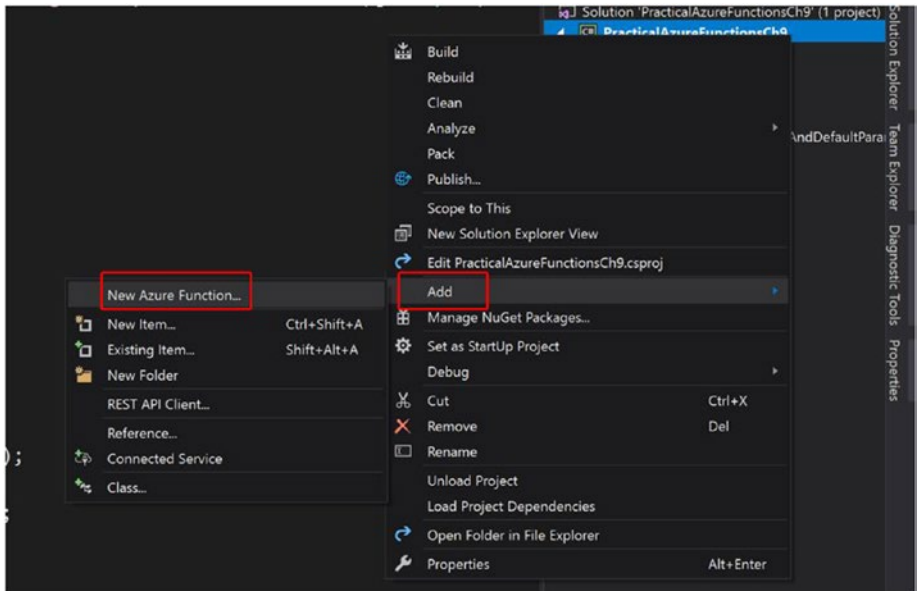 Solution 'PracticalAzureFunctionsCh9' (1 project)
PracticalAzureFunctionsCh9
Build
Rebuild
Clean
Analyze
AndDefaultPara
Pack
Publish...
Scope to This
New Solution Explorer View
Edit PracticalAzureFunctionsCh9.csproj
Add
Manage NuGet Packages...
Set as StartUp Project
Debug
Cut Ctrl+X
Remove Del
Rename
Unload Project
Load Project Dependencies
Open Folder in File Explorer
Properties Alt+Enter
New Azure Function...
New Item... Ctrl+Shift+A
Existing Item... Shift+Alt+A
New Folder
REST API Client...
Reference...
Connected Service
Class...
);
;
Solution Explorer
Team Explorer
Diagnostic Tools
Properties